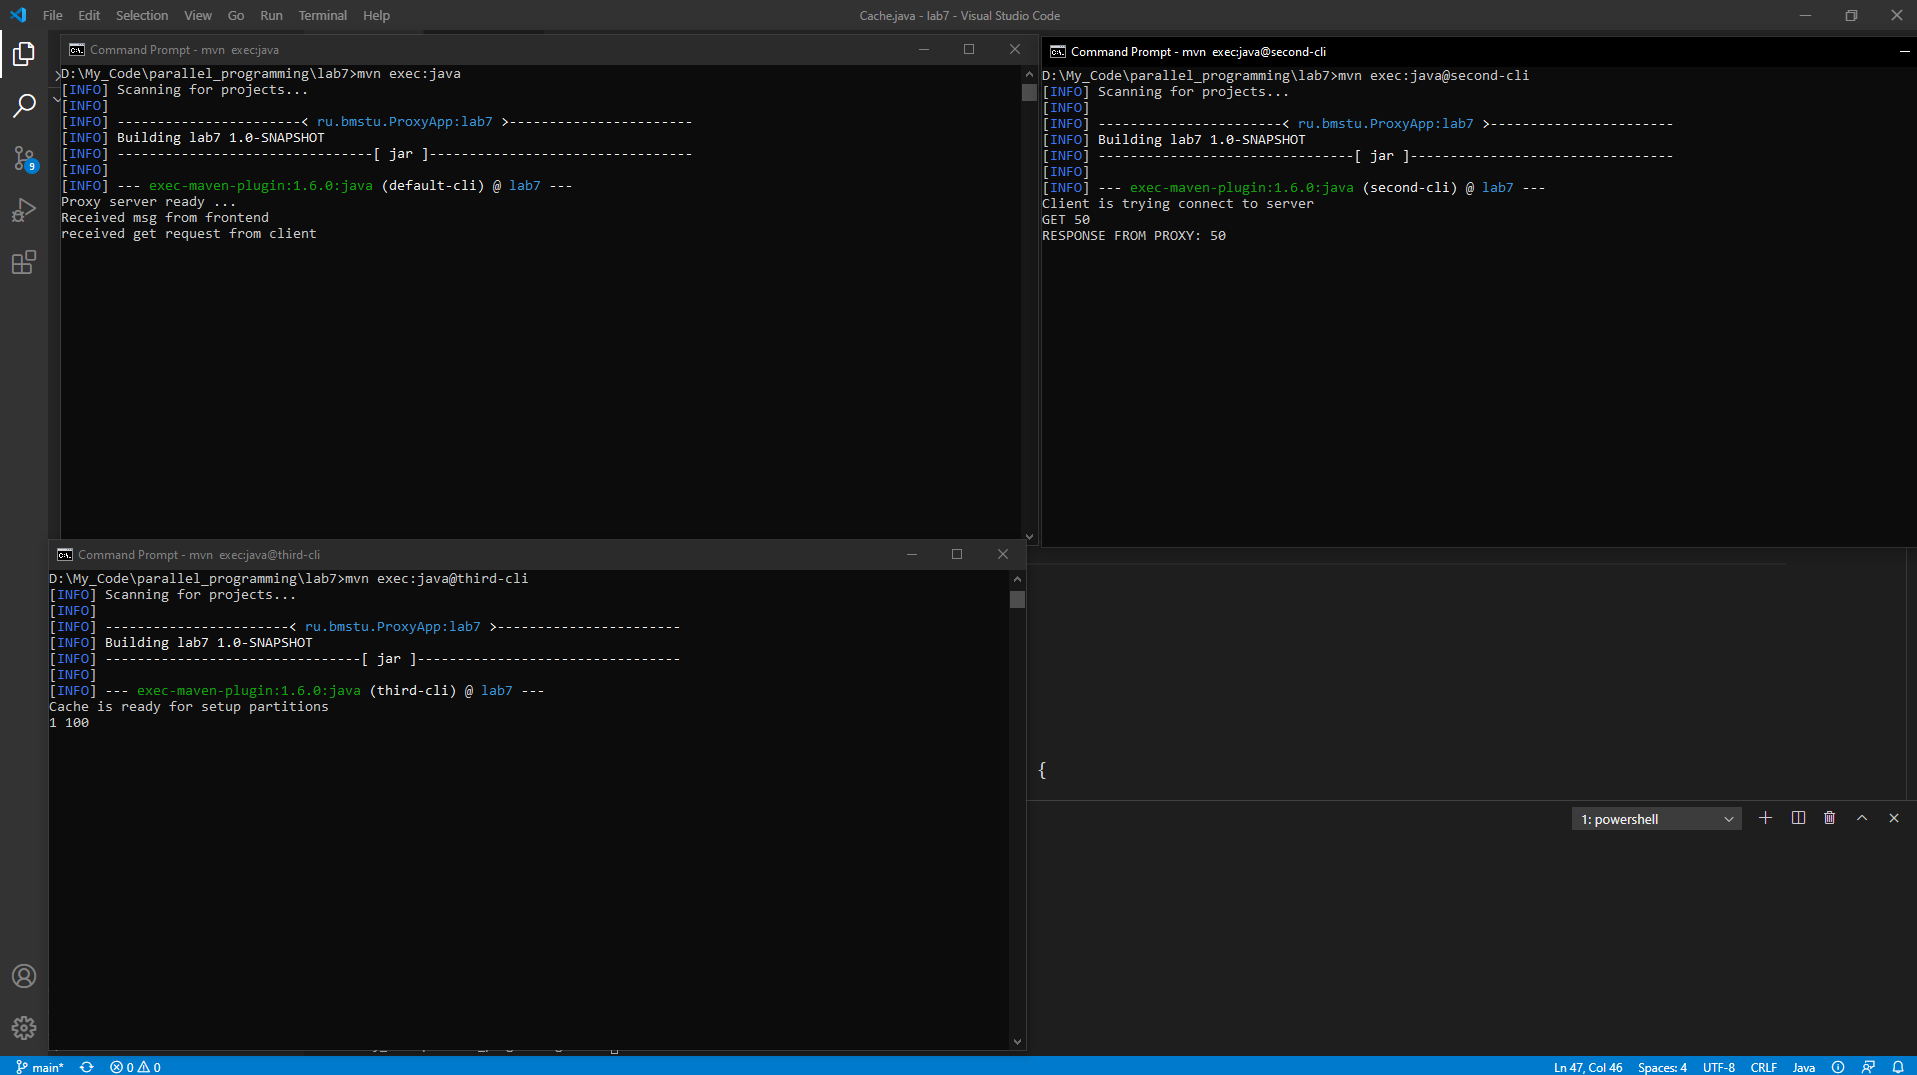 File Edit Selection View Go Run Terminal Help
Cache.java - lab7 - Visual Studio Code
Command Prompt - mvn exec:java
D:\My_Code\parallel_programming\lab7>mvn exec:java
[INFO] Scanning for projects...
[INFO]
[INFO] -----------------------< ru.bmstu.ProxyApp:lab7 >-----------------------
[INFO] Building lab7 1.0-SNAPSHOT
[INFO] --------------------------------[ jar ]---------------------------------
[INFO]
[INFO] --- exec-maven-plugin:1.6.0:java (default-cli) @ lab7 ---
Proxy server ready ...
Received msg from frontend
received get request from client
Command Prompt - mvn exec:java@second-cli
D:\My_Code\parallel_programming\lab7>mvn exec:java@second-cli
[INFO] Scanning for projects...
[INFO]
[INFO] -----------------------< ru.bmstu.ProxyApp:lab7 >-----------------------
[INFO] Building lab7 1.0-SNAPSHOT
[INFO] --------------------------------[ jar ]---------------------------------
[INFO]
[INFO] --- exec-maven-plugin:1.6.0:java (second-cli) @ lab7 ---
Client is trying connect to server
GET 50
RESPONSE FROM PROXY: 50
Command Prompt - mvn exec:java@third-cli
D:\My_Code\parallel_programming\lab7>mvn exec:java@third-cli
[INFO] Scanning for projects...
[INFO]
[INFO] -----------------------< ru.bmstu.ProxyApp:lab7 >-----------------------
[INFO] Building lab7 1.0-SNAPSHOT
[INFO] --------------------------------[ jar ]---------------------------------
[INFO]
[INFO] --- exec-maven-plugin:1.6.0:java (third-cli) @ lab7 ---
Cache is ready for setup partitions
1 100
{
1: powershell
9
main* 0 0
Ln 47, Col 46 Spaces: 4 UTF-8 CRLF Java